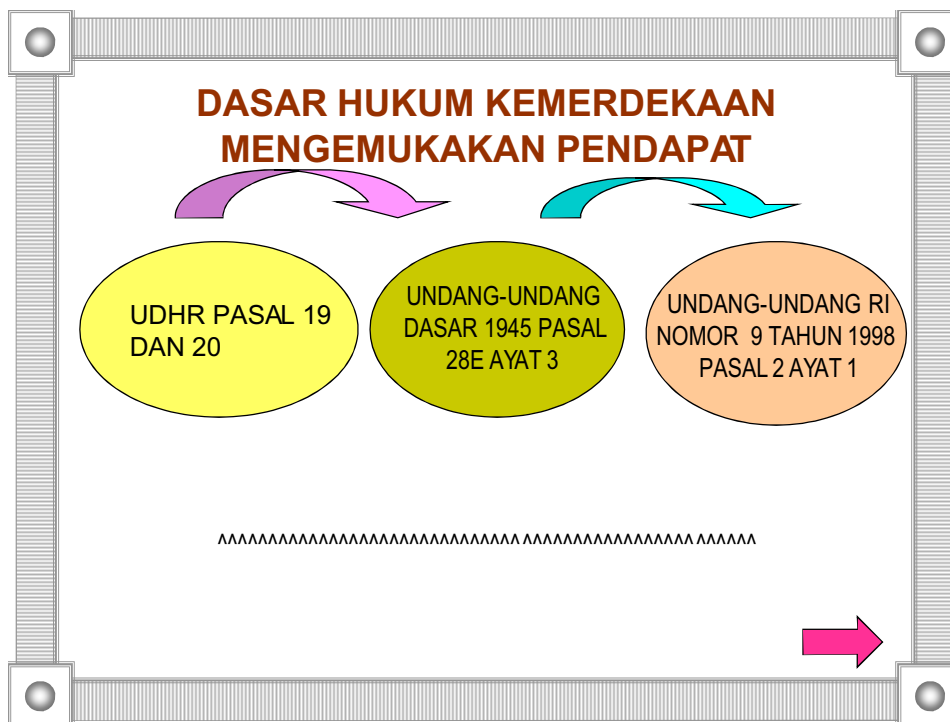 DASAR HUKUM KEMERDEKAAN
MENGEMUKAKAN PENDAPAT
UDHR PASAL 19
DAN 20
UNDANG-UNDANG
DASAR 1945 PASAL
28E AYAT 3
UNDANG-UNDANG RI
NOMOR 9 TAHUN 1998
PASAL 2 AYAT 1
^^^^^^^^^^^^^^^^^^^^^^^^^^^^^^ ^^^^^^^^^^^^^^^^^ ^^^^^^